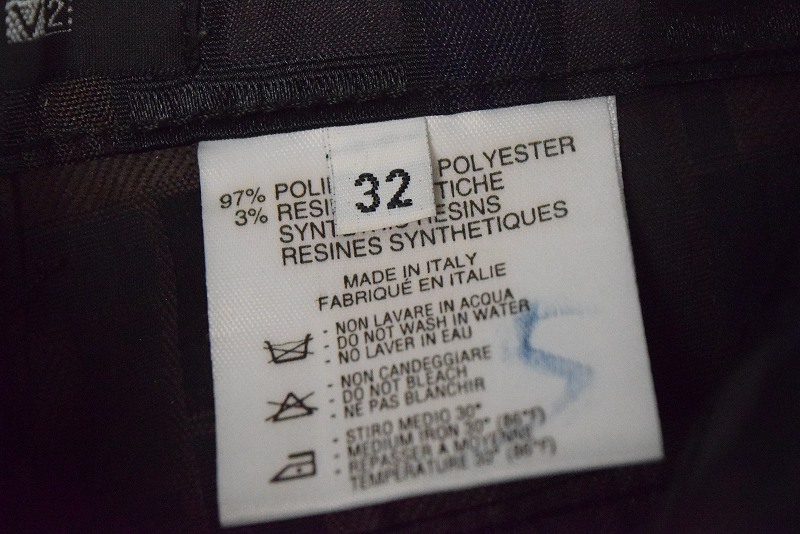 V2:
32
97% POLI POLYESTER
3% RESI TICHE
SYNT RESINS
RESINES SYNTHETIQUES
MADE IN ITALY
FABRIQUÉ EN ITALIE
- NON LAVARE IN ACQUA
- DO NOT WASH IN WATER
- NO LAVER IN EAU
- NON CANDEGGIARE
- DO NOT BLEACH
- NE PAS BLANCHIR
- STIRO MEDIO 30°
- MEDIUM IRON 30° (86°F)
- REPASSER A MOYENNE
TEMPERATURE 30° (86°F)